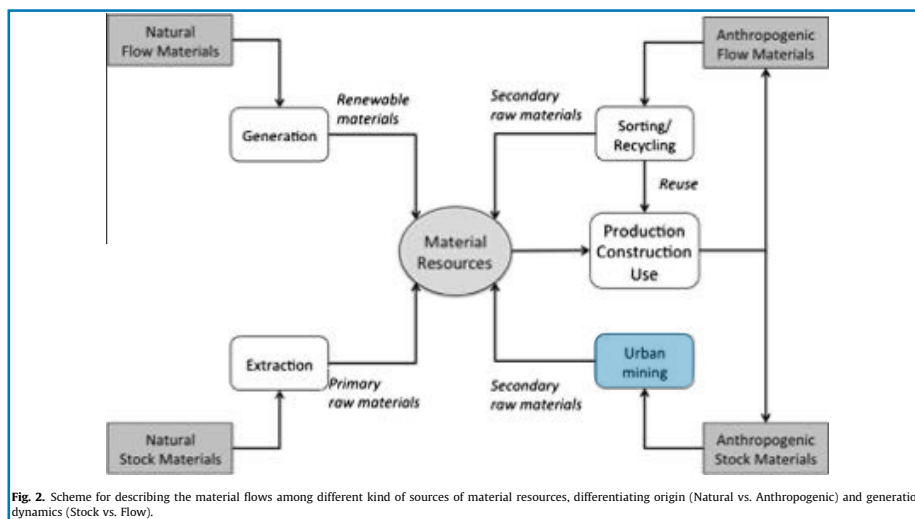 Natural
Flow Materials
Anthropogenic
Flow Materials
Renewable
materials
Secondary
raw materials
Generation
Sorting/
Recycling
Reuse
Material
Resources
Production
Construction
Use
Extraction
Primary
raw materials
Secondary
raw materials
Urban
mining
Natural
Stock Materials
Anthropogenic
Stock Materials
Fig. 2. Scheme for describing the material flows among different kind of sources of material resources, differentiating origin (Natural vs. Anthropogenic) and generatio
dynamics (Stock vs. Flow).